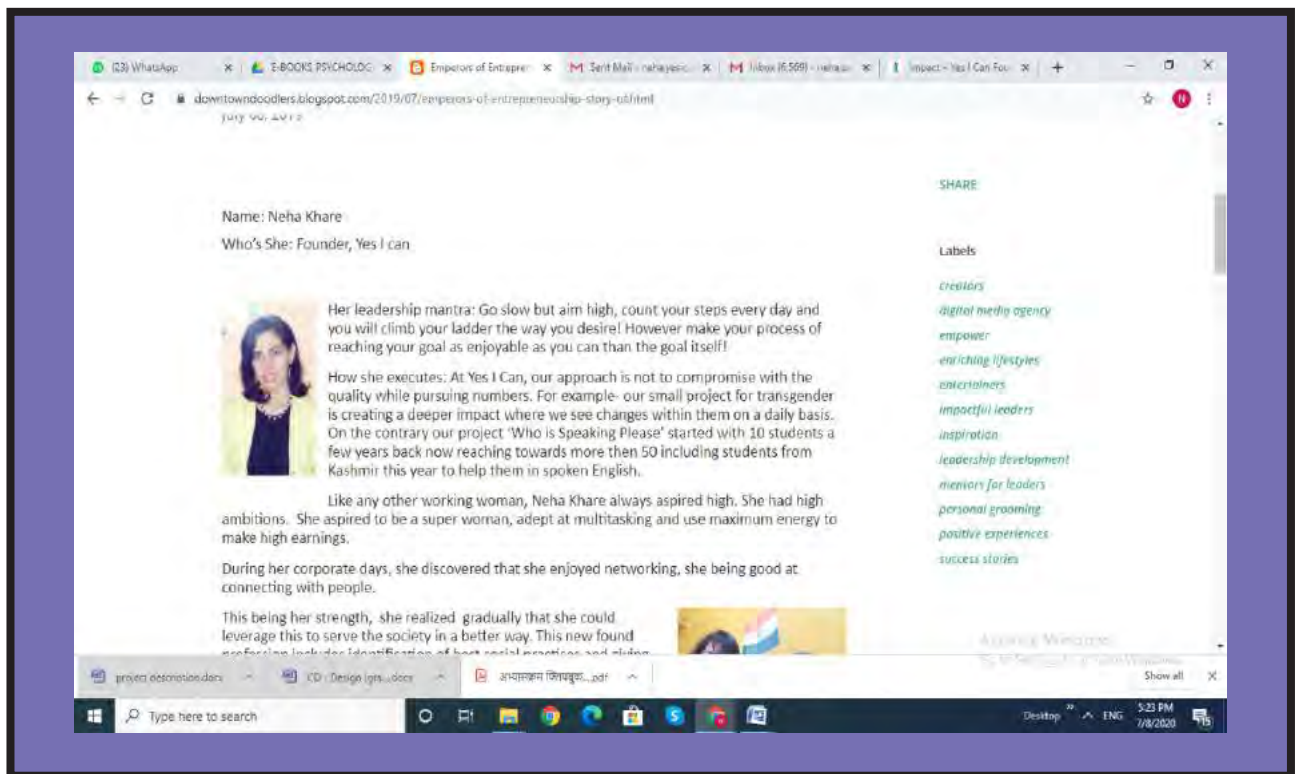 (23) WhatsApp
E-BOOKS PSYCHOLOG
Emperors of Entrepren
Sent Mail - nehayesic
Inbox (6,569) - neha
Impact - Yes I Can Fou
downtowndoodlers.blogspot.com/2019/07/emperors-of-entrepreneurship-story-of.html
SHARE
Name: Neha Khare
Who's She: Founder, Yes I can
Labels
creators
digital media agency
empower
enriching lifestyles
entertainers
impactful leaders
inspiration
leadership development
mentors for leaders
personal grooming
positive experiences
success stories
Her leadership mantra: Go slow but aim high, count your steps every day and
you will climb your ladder the way you desire! However make your process of
reaching your goal as enjoyable as you can than the goal itself!
How she executes: At Yes I Can, our approach is not to compromise with the
quality while pursuing numbers. For example- our small project for transgender
is creating a deeper impact where we see changes within them on a daily basis.
On the contrary our project 'Who is Speaking Please' started with 10 students a
few years back now reaching towards more then 50 including students from
Kashmir this year to help them in spoken English.
Like any other working woman, Neha Khare always aspired high. She had high
ambitions. She aspired to be a super woman, adept at multitasking and use maximum energy to
make high earnings.
During her corporate days, she discovered that she enjoyed networking, she being good at
connecting with people.
This being her strength, she realized gradually that she could
leverage this to serve the society in a better way. This new found
profession includes identification of best social practices and giving
Activate Windows
project description.docx
CD - Design
.docx
.pdf
Show all
Type here to search
Desktop
ENG
5:23 PM
7/8/2020